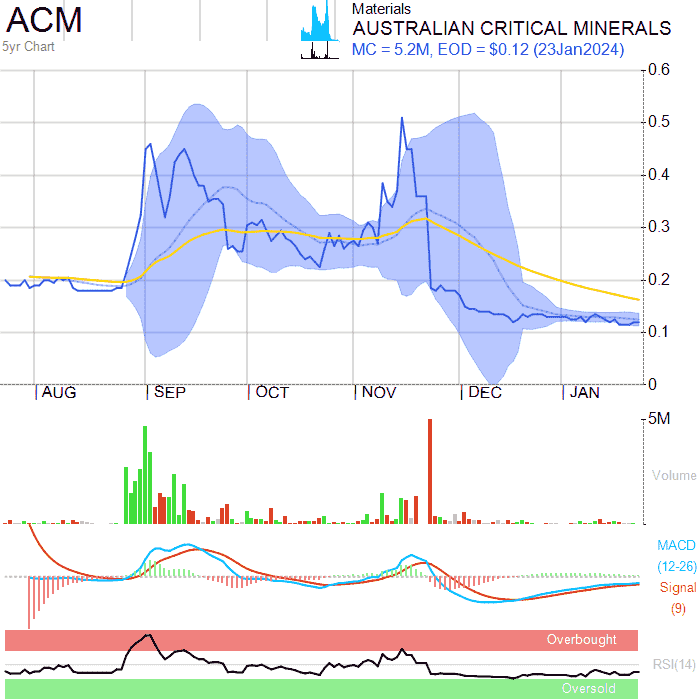 ACM
5yr Chart
Materials
AUSTRALIAN CRITICAL MINERALS
MC = 5.2M, EOD = $0.12 (23Jan2024)
0.6
0.5
0.4
0.3
0.2
0.1
0
AUG SEP OCT NOV DEC JAN
5M
Volume
MACD
(12-26)
Signal
(9)
Overbought
RSI(14)
Oversold